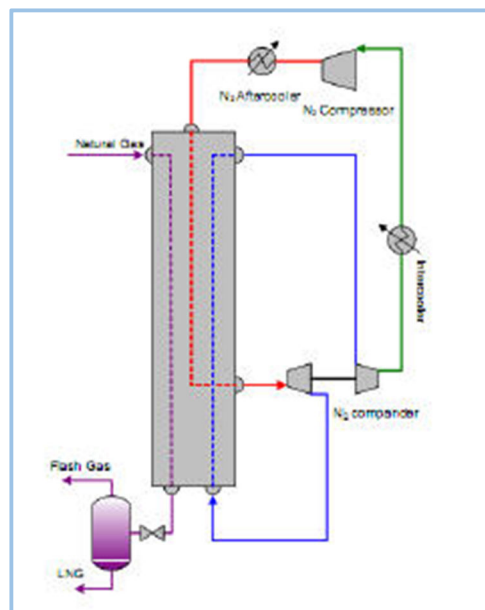 N₂ Aftercooler
N₂ Compressor
Natural Gas
Intercooler
N₂ compander
Flash Gas
LNG